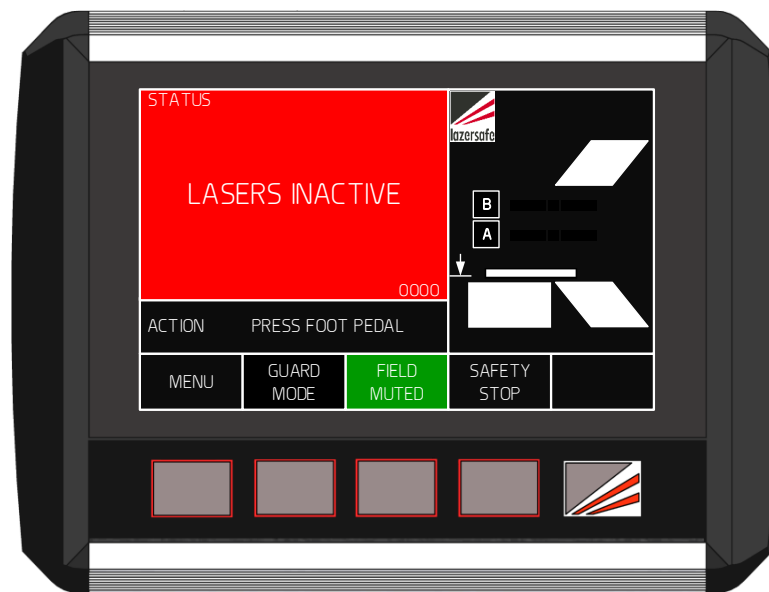 STATUS
lazersafe
LASERS INACTIVE
B
A
0000
ACTION PRESS FOOT PEDAL
MENU
GUARD
MODE
FIELD
MUTED
SAFETY
STOP